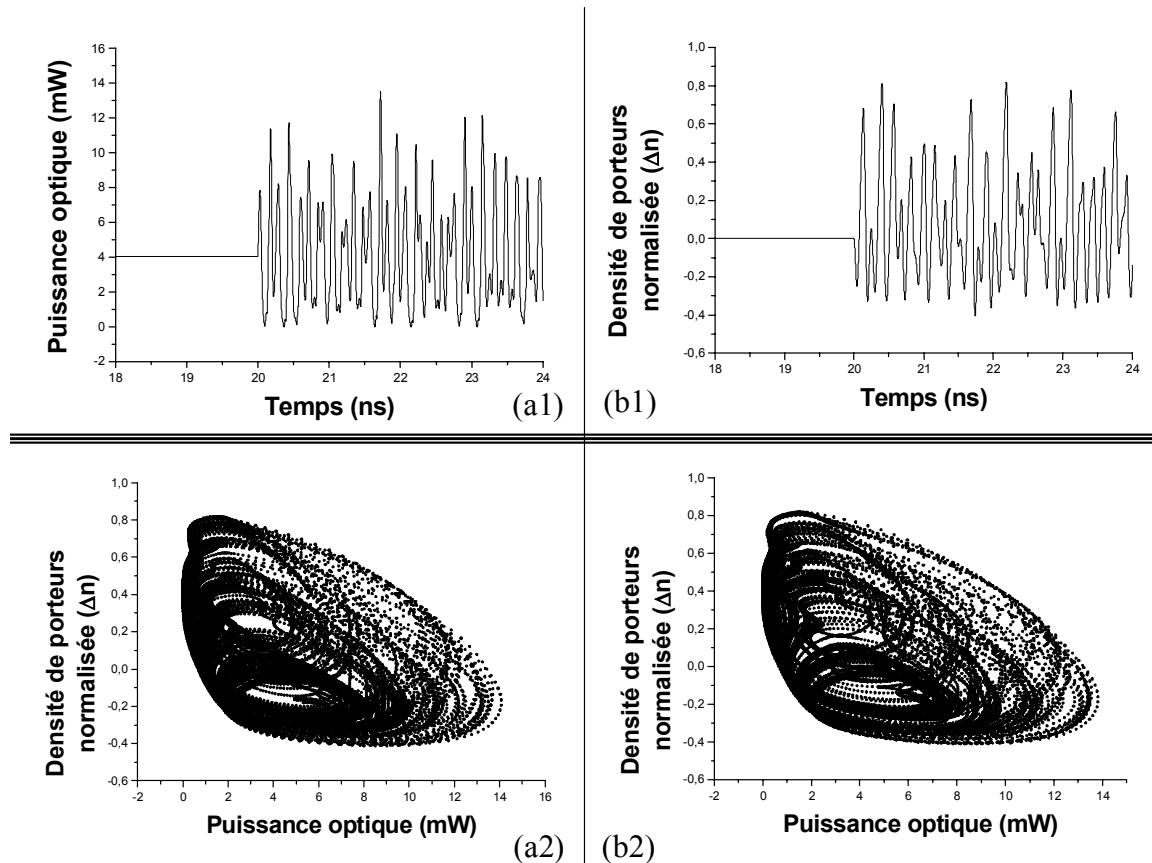 Puissance optique (mW)
16
14
12
10
8
6
4
2
0
-2
18 19 20 21 22 23 24
Temps (ns)
(a1)
Densité de porteurs
normalisée (Δn)
1,0
0,8
0,6
0,4
0,2
0,0
-0,2
-0,4
-0,6
18 19 20 21 22 23 24
Temps (ns)
(b1)
Densité de porteurs
normalisée (Δn)
1,0
0,8
0,6
0,4
0,2
0,0
-0,2
-0,4
-0,6
-2 0 2 4 6 8 10 12 14 16
Puissance optique (mW)
(a2)
Densité de porteurs
normalisée (Δn)
1,0
0,8
0,6
0,4
0,2
0,0
-0,2
-0,4
-0,6
-2 0 2 4 6 8 10 12 14
Puissance optique (mW)
(b2)